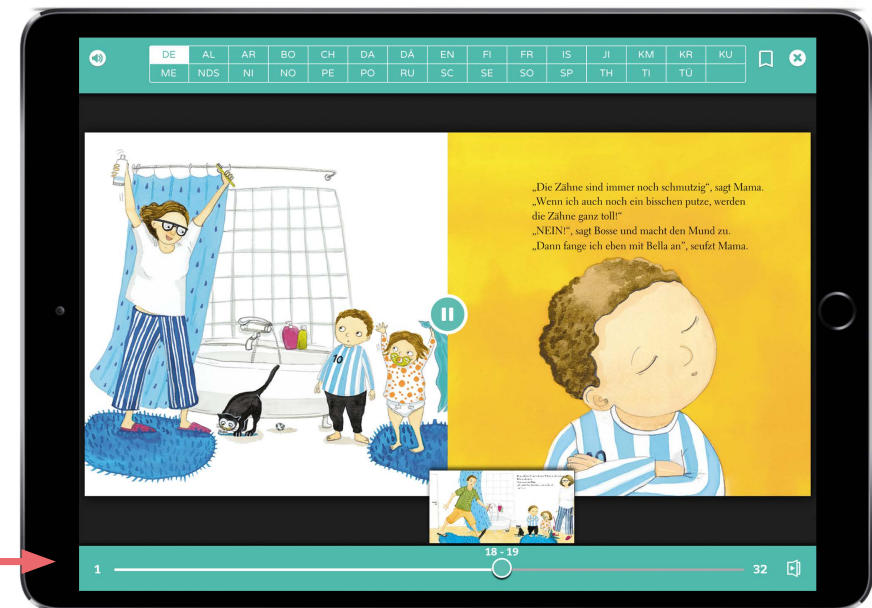 DE AL AR BO CH DA DÄ EN FI FR IS JI KM KR KU
ME NDS NI NO PE PO RU SC SE SO SP TH TI TÜ
„Die Zähne sind immer noch schmutzig“, sagt Mama.
„Wenn ich auch noch ein bisschen putze, werden
die Zähne ganz toll!“
„NEIN!“, sagt Bosse und macht den Mund zu.
„Dann fange ich eben mit Bella an”, seufzt Mama.
10
18 - 19
1
32